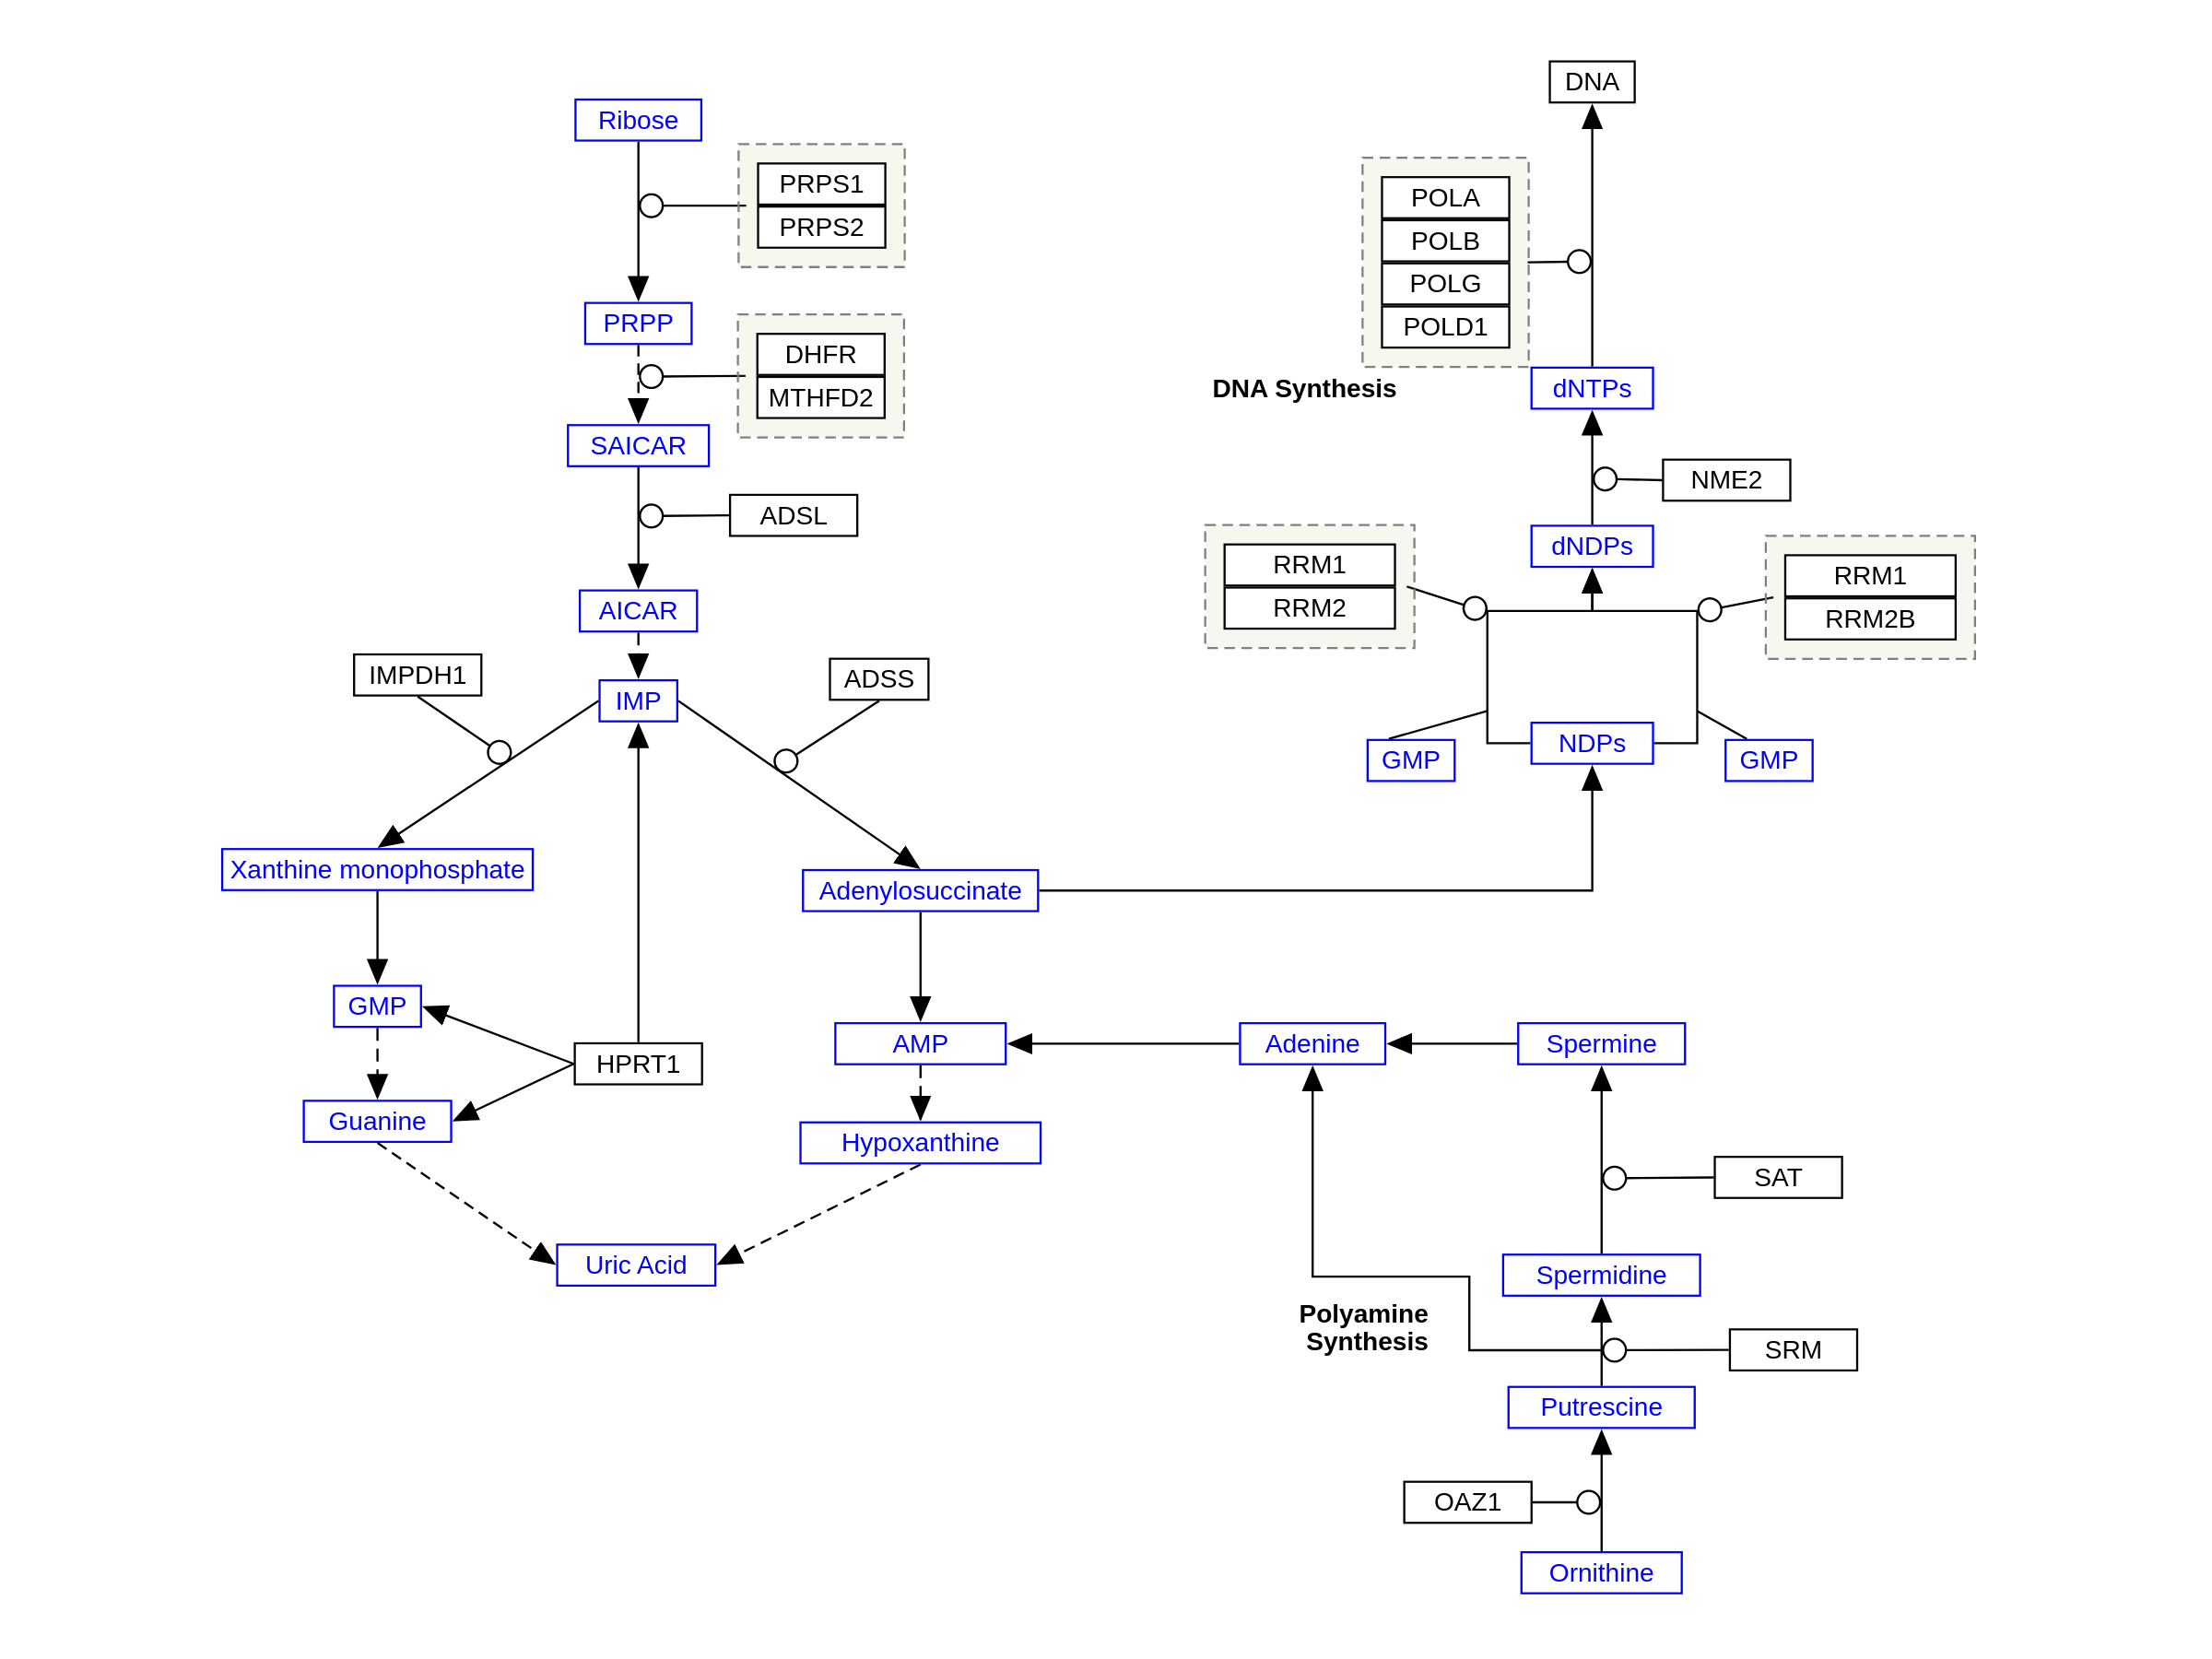 DNA
Ribose
PRPS1
PRPS2
POLA
POLB
POLG
POLD1
PRPP
DHFR
MTHFD2
DNA Synthesis
dNTPs
SAICAR
NME2
ADSL
dNDPs
RRM1
RRM2
RRM1
RRM2B
AICAR
IMPDH1
ADSS
IMP
NDPs
GMP
GMP
Xanthine monophosphate
Adenylosuccinate
GMP
HPRT1
AMP
Adenine
Spermine
Guanine
Hypoxanthine
SAT
Uric Acid
Spermidine
Polyamine
Synthesis
SRM
Putrescine
OAZ1
Ornithine